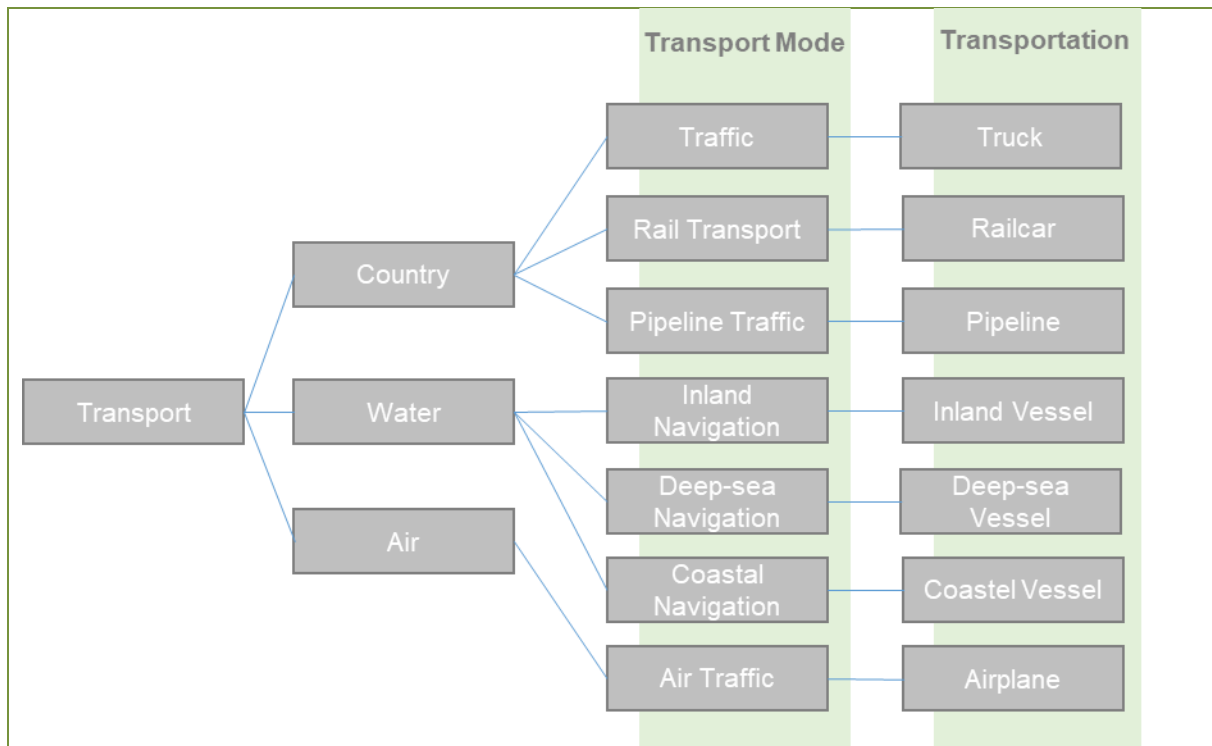 Transport Mode
Transportation
Traffic
Truck
Rail Transport
Railcar
Country
Pipeline Traffic
Pipeline
Transport
Water
Inland
Navigation
Inland Vessel
Deep-sea
Navigation
Deep-sea
Vessel
Air
Coastal
Navigation
Coastel Vessel
Air Traffic
Airplane